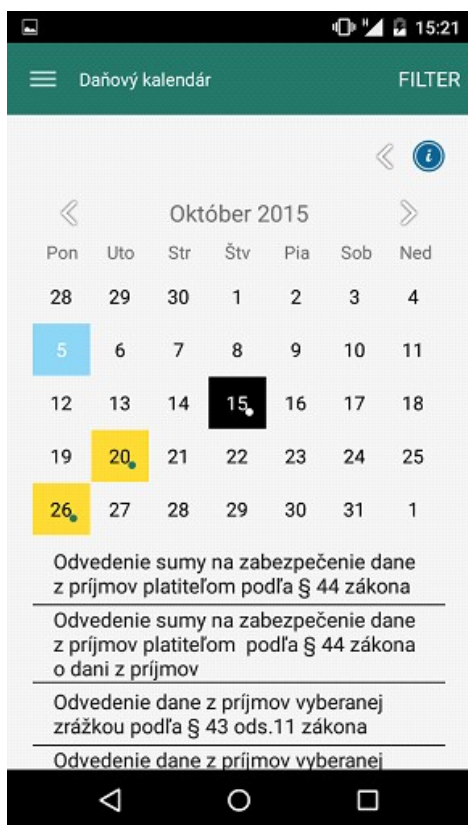 15:21
Daňový kalendár FILTER
Október 2015
Pon Uto Str Štv Pia Sob Ned
28 29 30 1 2 3 4
5 6 7 8 9 10 11
12 13 14 15 16 17 18
19 20 21 22 23 24 25
26 27 28 29 30 31 1
Odvedenie sumy na zabezpečenie dane
z príjmov platiteľom podľa § 44 zákona
Odvedenie sumy na zabezpečenie dane
z príjmov platiteľom podľa § 44 zákona
o dani z príjmov
Odvedenie dane z príjmov vyberanej
zrážkou podľa § 43 ods.11 zákona
Odvedenie dane z príjmov vyberanej